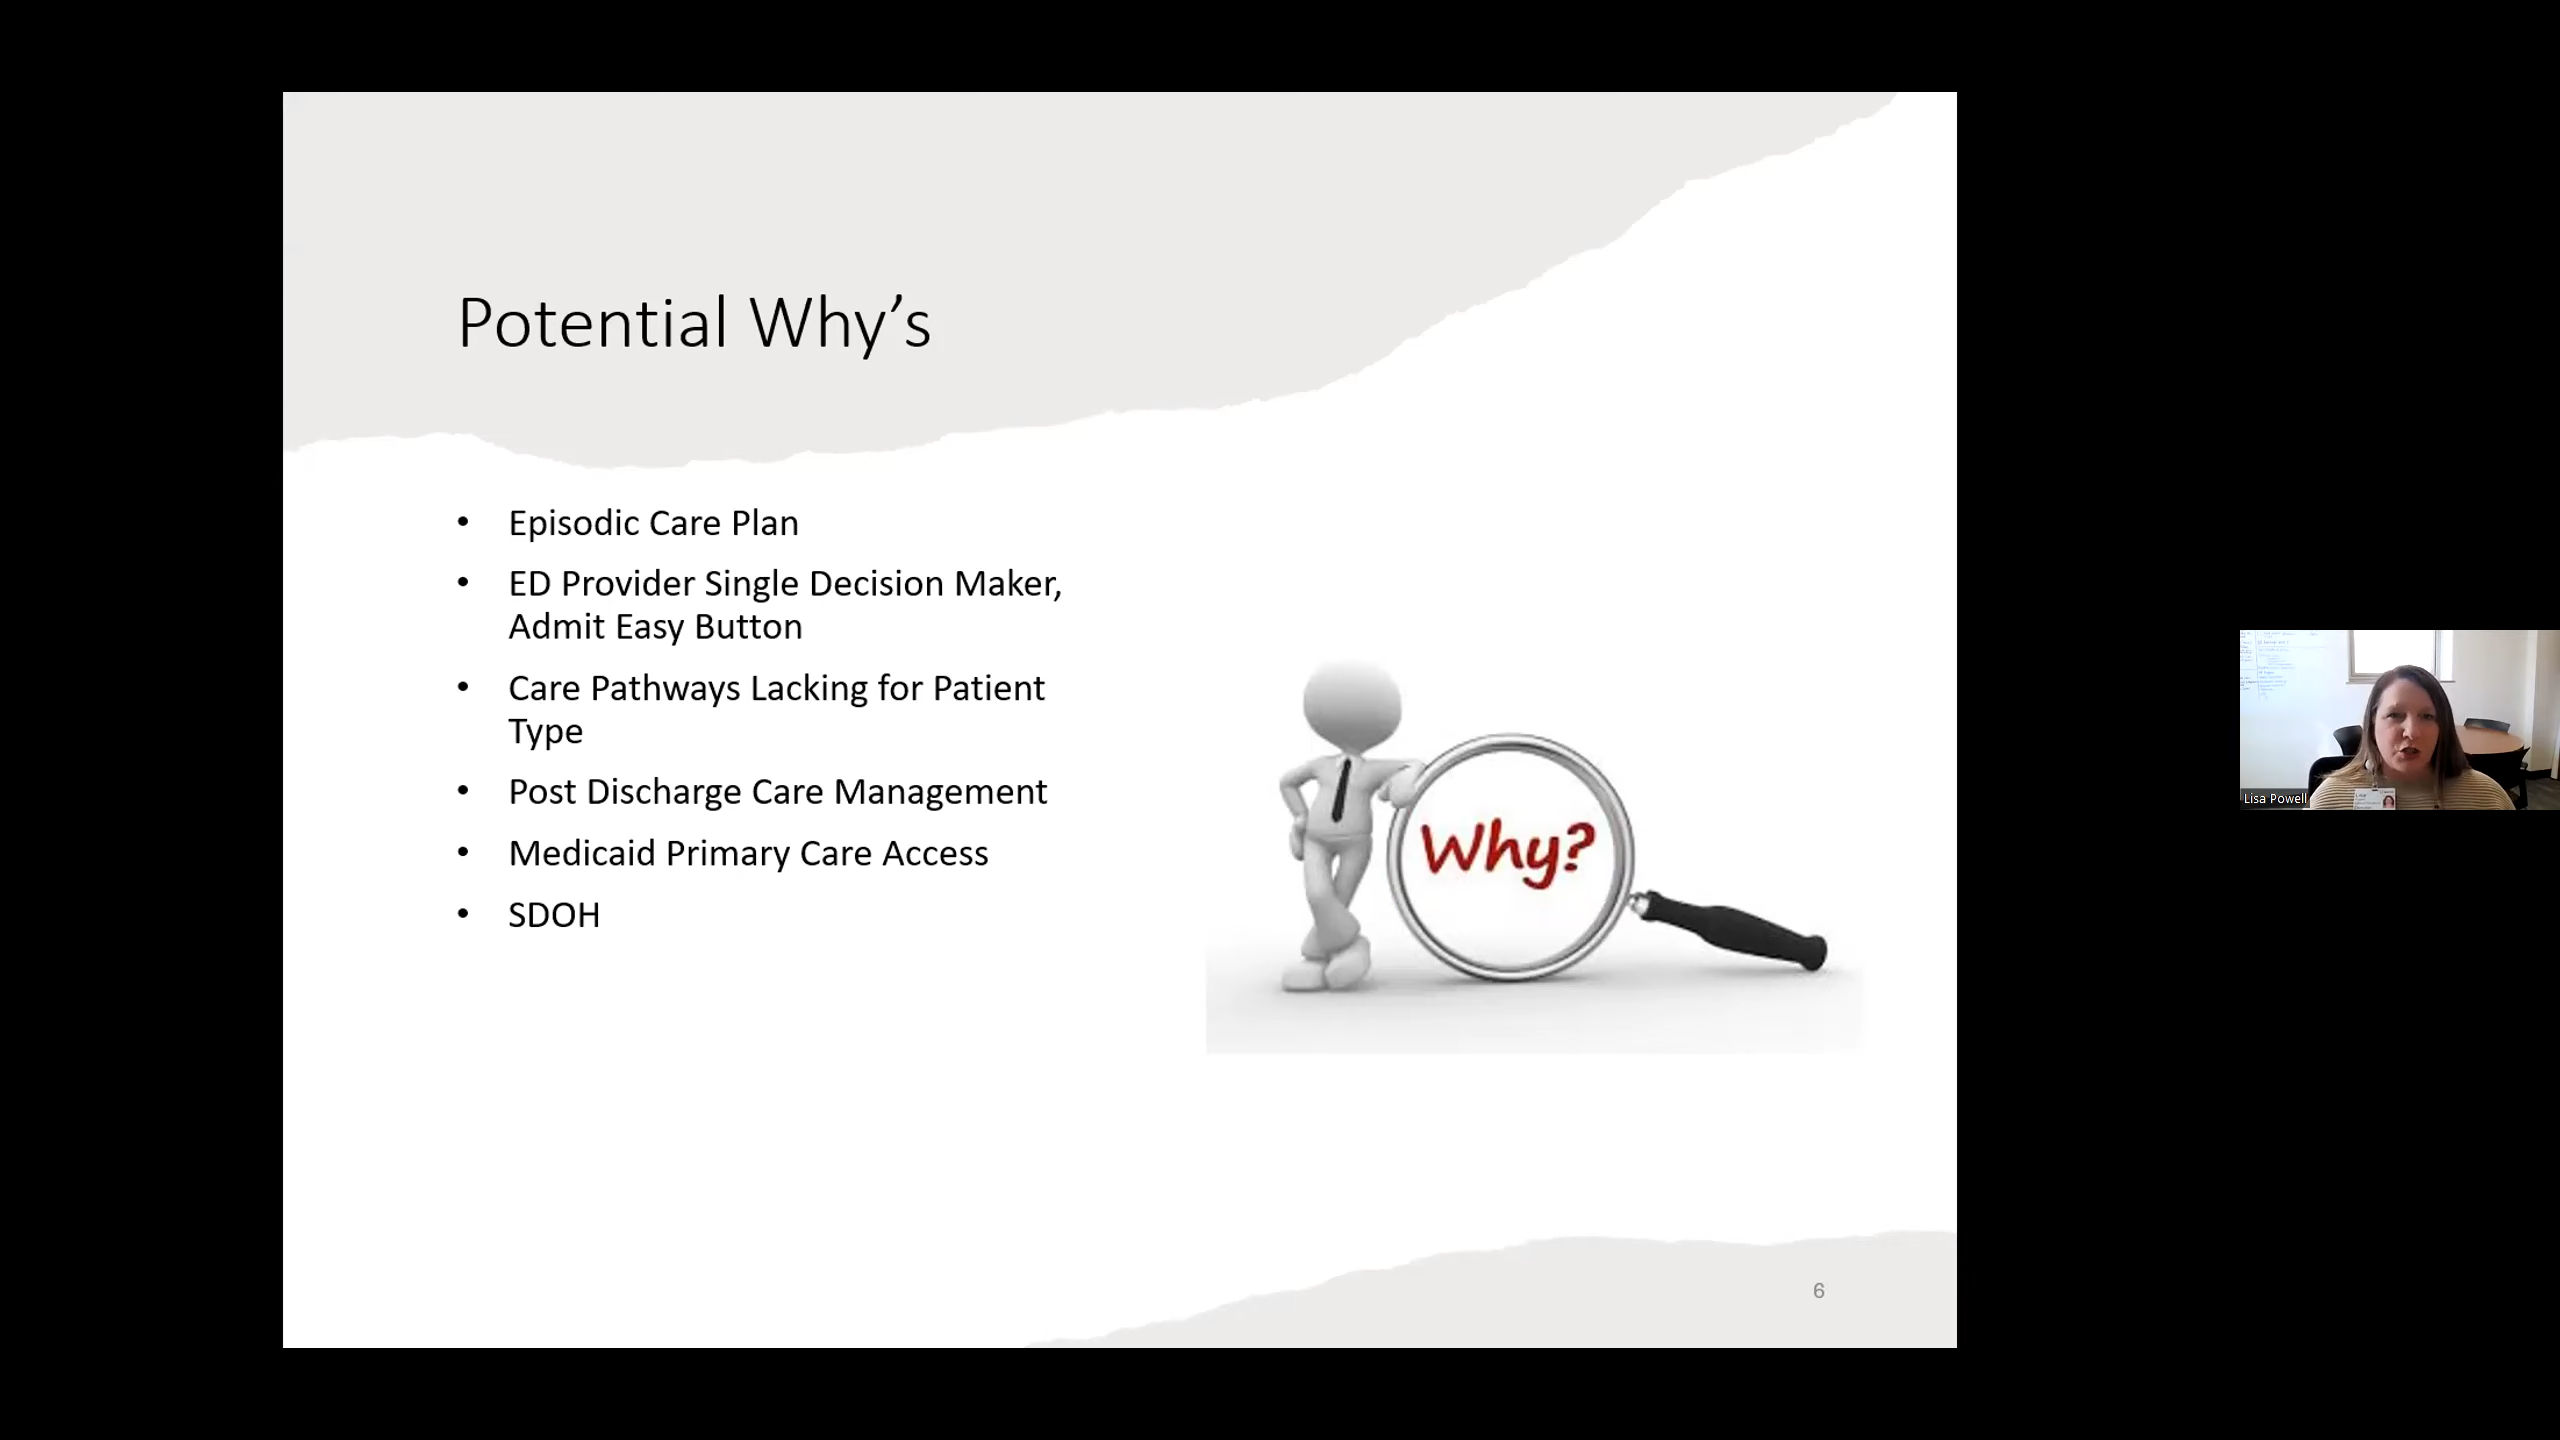 Potential Why’s
• Episodic Care Plan
• ED Provider Single Decision Maker,
Admit Easy Button
• Care Pathways Lacking for Patient
Type
• Post Discharge Care Management
• Medicaid Primary Care Access
• SDOH
Why?
Lisa Powell
6